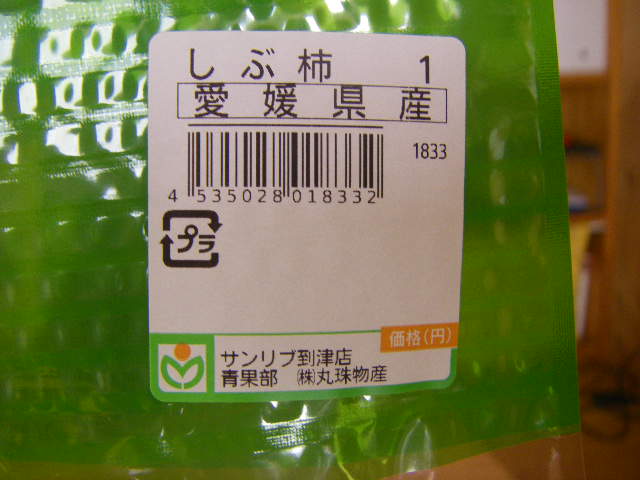 しぶ柿 1
愛媛県産
1833
4 535028 018332
プラ
価格(円)
サンリブ到津店
青果部 ㈱丸珠物産